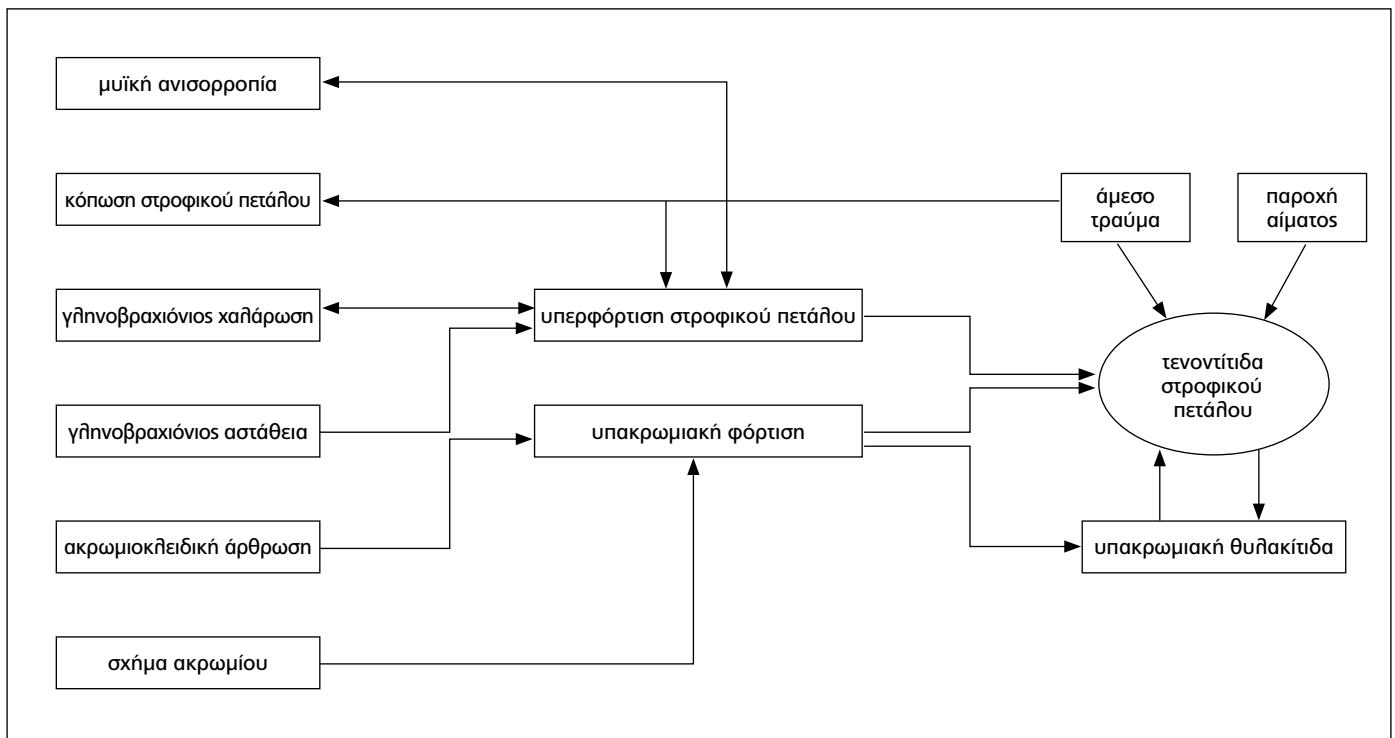 μυϊκή ανισορροπία
κόπωση στροφικού πετάλου
άμεσο
τραύμα
παροχή
αίματος
γληνοβραχιόνιος χαλάρωση
υπερφόρτιση στροφικού πετάλου
τενοντίτιδα
στροφικού
πετάλου
γληνοβραχιόνιος αστάθεια
υπακρωμιακή φόρτιση
ακρωμιοκλειδική άρθρωση
υπακρωμιακή θυλακίτιδα
σχήμα ακρωμίου